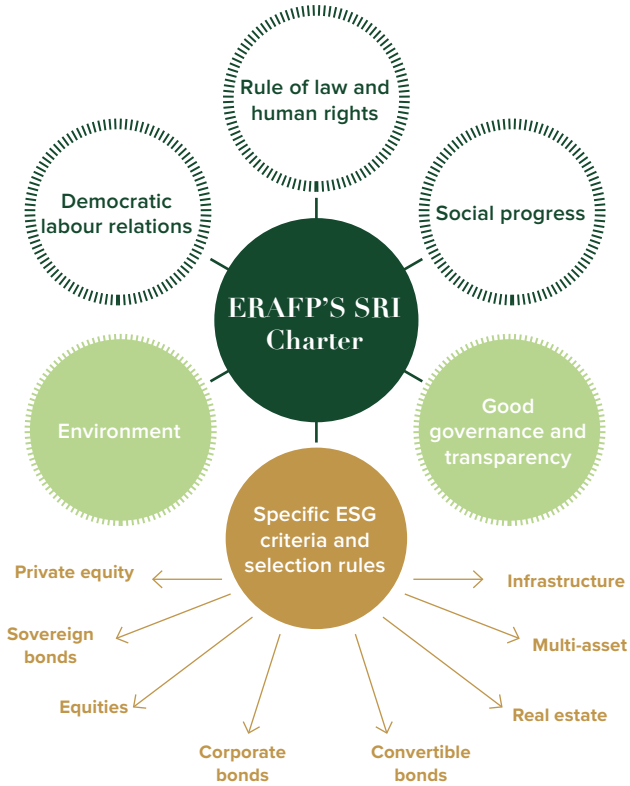 Rule of law and
human rights
Democratic
labour relations
Social progress
ERAFP'S SRI
Charter
Environment
Good
governance and
transparency
Specific ESG
criteria and
selection rules
Private equity
Infrastructure
Sovereign
bonds
Multi-asset
Equities
Real estate
Corporate
bonds
Convertible
bonds